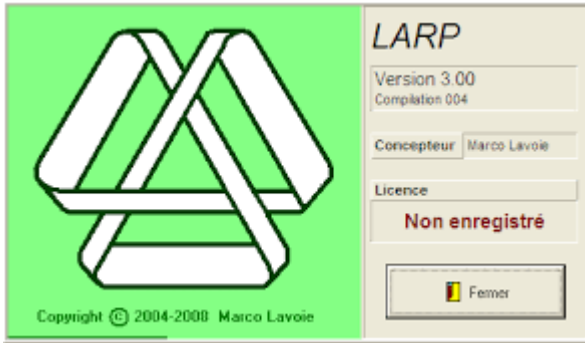 LARP
Version 3.00
Compilation 004
Concepteur Marco Lavoie
Licence
Non enregistré
Fermer
Copyright © 2004-2008 Marco Lavoie